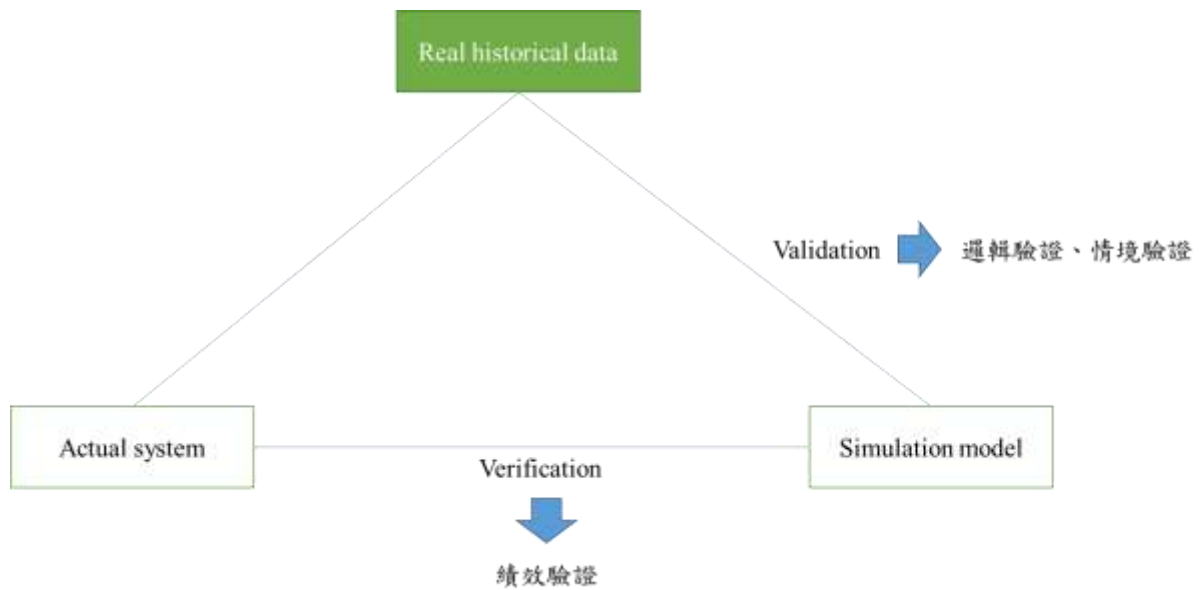 Real historical data
Validation
邏輯驗證、情境驗證
Actual system
Simulation model
Verification
績效驗證